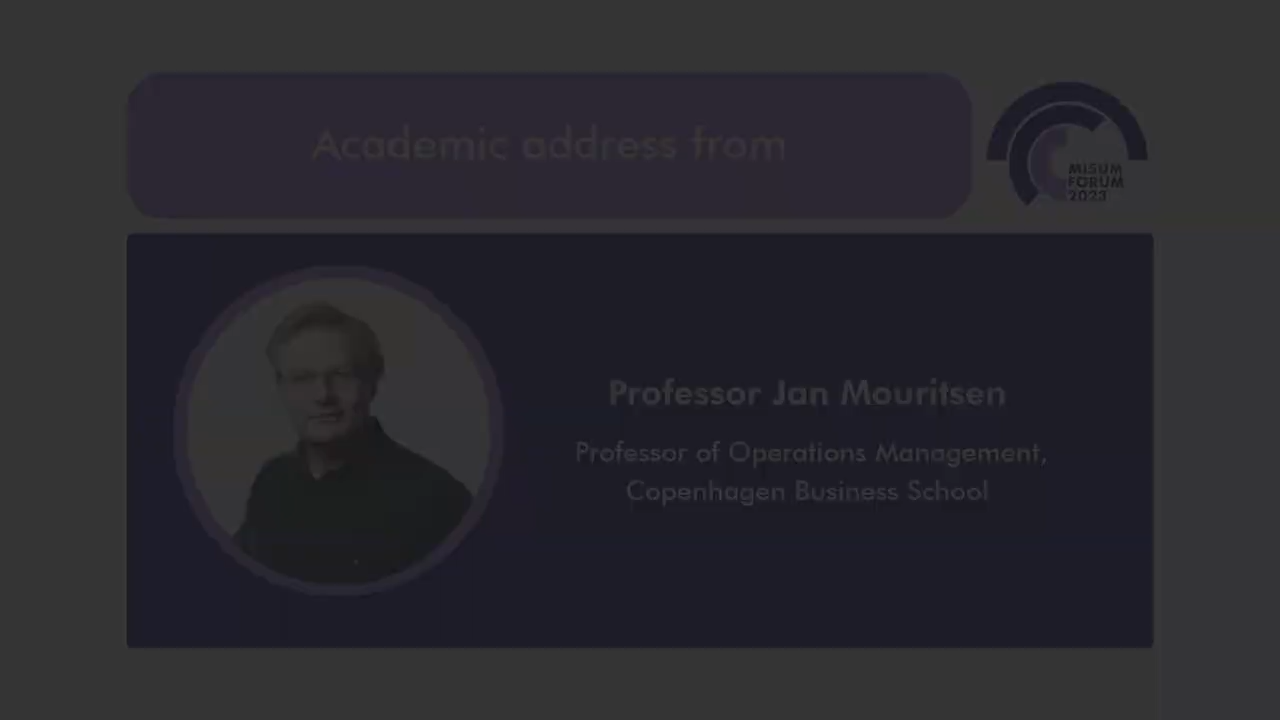 Academic address from
MISUM
FORUM
2023
Professor Jan Mouritsen
Professor of Operations Management,
Copenhagen Business School